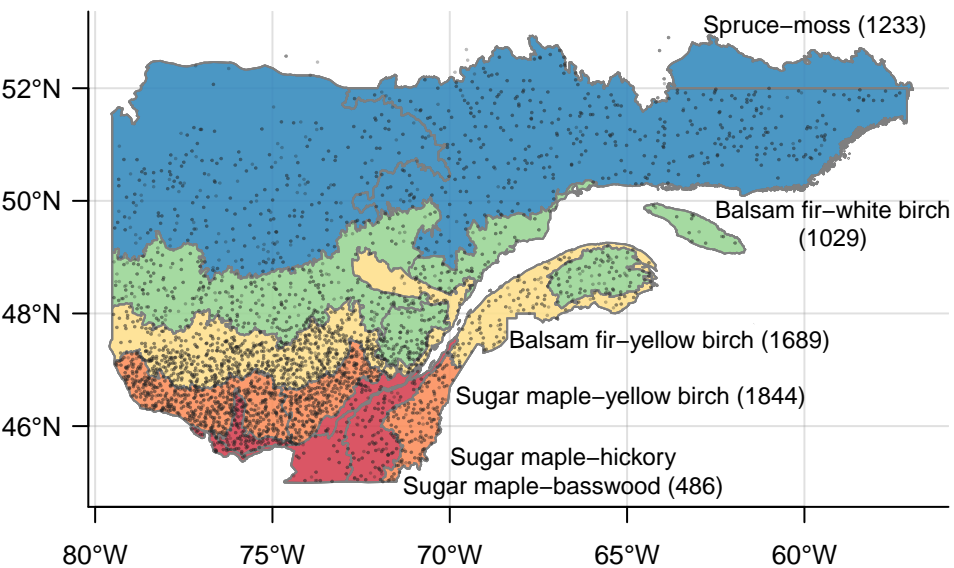 Spruce−moss (1233)
52°N
50°N
Balsam fir−white birch
(1029)
48°N
Balsam fir−yellow birch (1689)
Sugar maple−yellow birch (1844)
46°N
Sugar maple−hickory
Sugar maple−basswood (486)
80°W 75°W 70°W 65°W 60°W